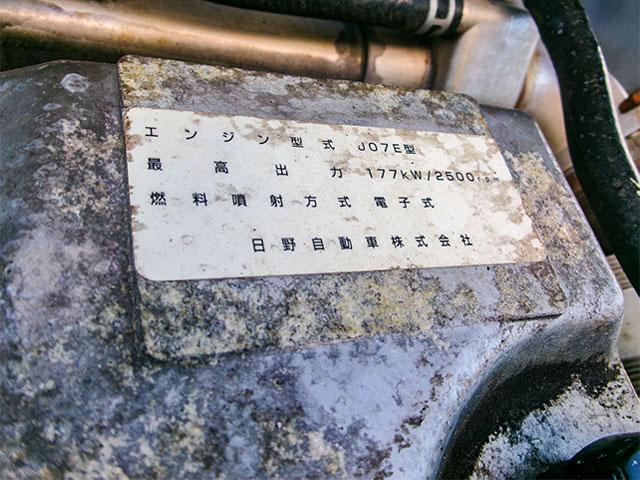 エンジン型式 J07E型
最高出力 177kW/2500rpm
燃料噴射方式 電子式
日野自動車株式会社